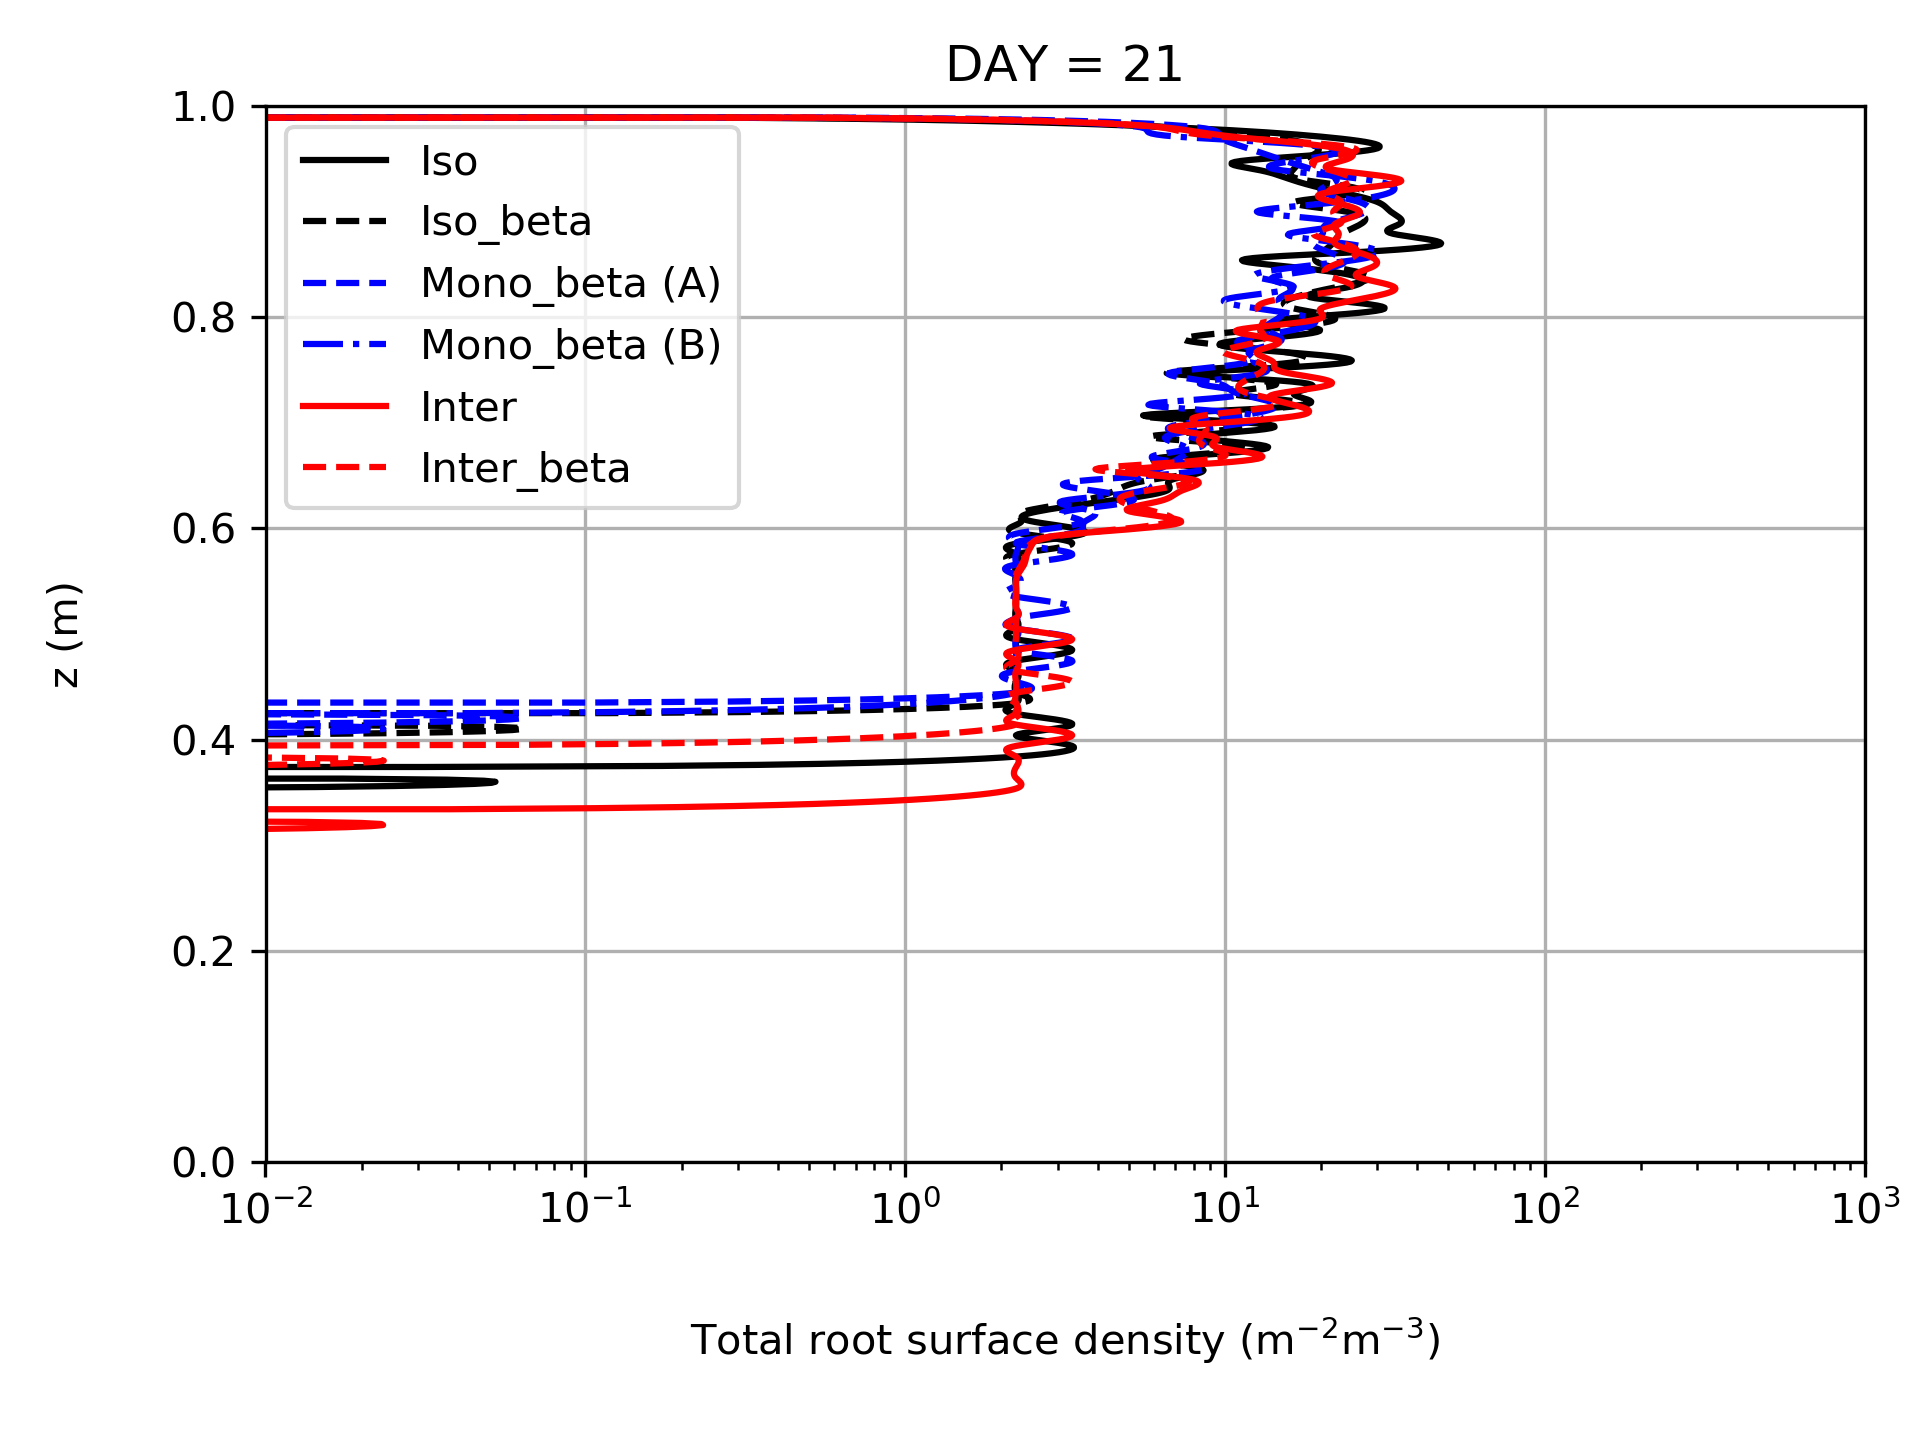 DAY = 21
1.0
0.8
0.6
0.4
0.2
0.0
z (m)
Iso
Iso_beta
Mono_beta (A)
Mono_beta (B)
Inter
Inter_beta
10⁻² 10⁻¹ 10⁰ 10¹ 10² 10³
Total root surface density (m⁻²m⁻³)